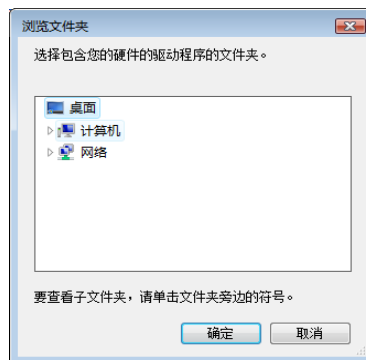 浏览文件夹
选择包含您的硬件的驱动程序的文件夹。
桌面
计算机
网络
要查看子文件夹，请单击文件夹旁边的符号。
确定 取消